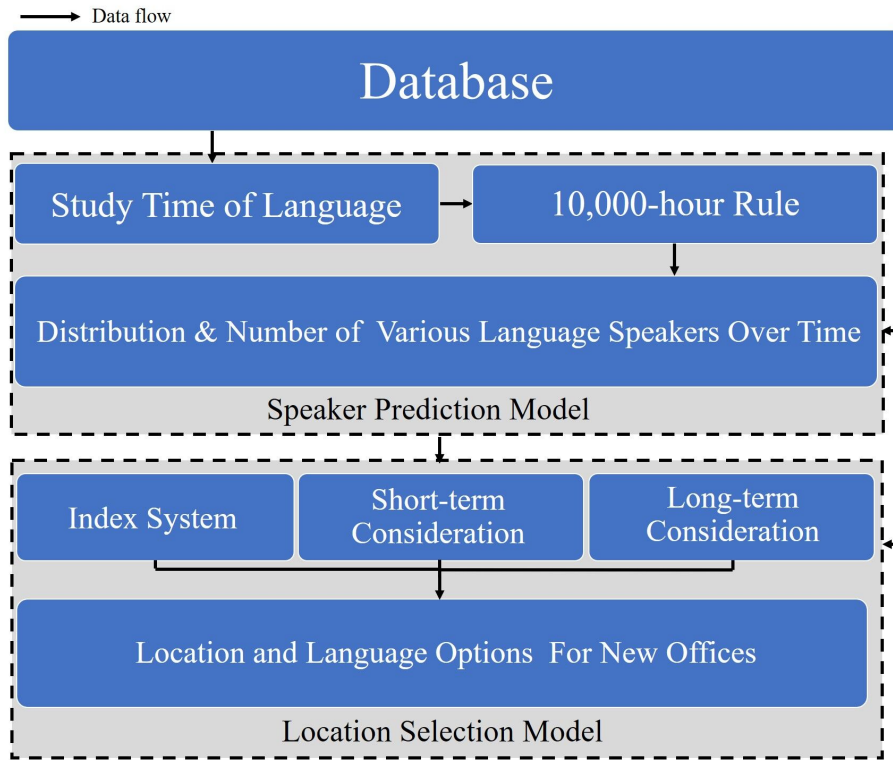 Data flow
Database
Study Time of Language
10,000-hour Rule
Distribution & Number of Various Language Speakers Over Time
Speaker Prediction Model
Index System
Short-term
Consideration
Long-term
Consideration
Location and Language Options For New Offices
Location Selection Model